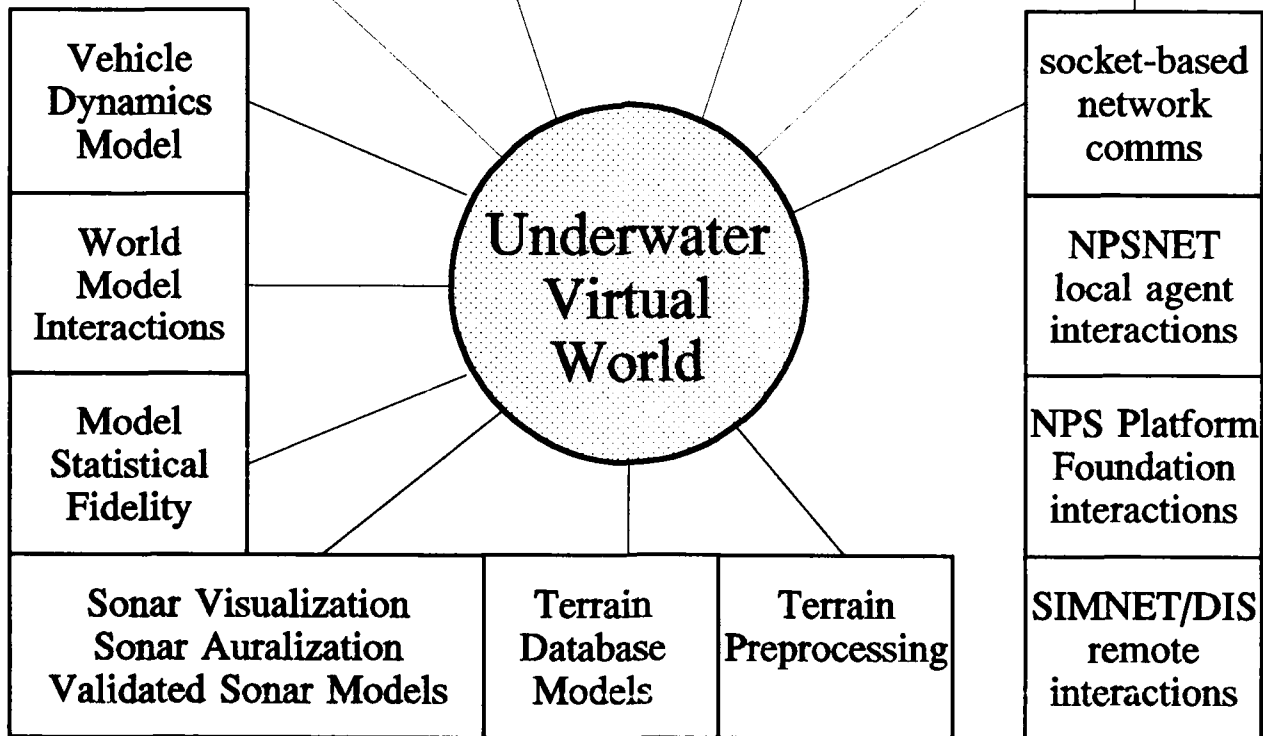 Vehicle
Dynamics
Model
World
Model
Interactions
Model
Statistical
Fidelity
Underwater
Virtual
World
socket-based
network
comms
NPSNET
local agent
interactions
NPS Platform
Foundation
interactions
SIMNET/DIS
remote
interactions
Sonar Visualization
Sonar Auralization
Validated Sonar Models
Terrain
Database
Models
Terrain
Preprocessing